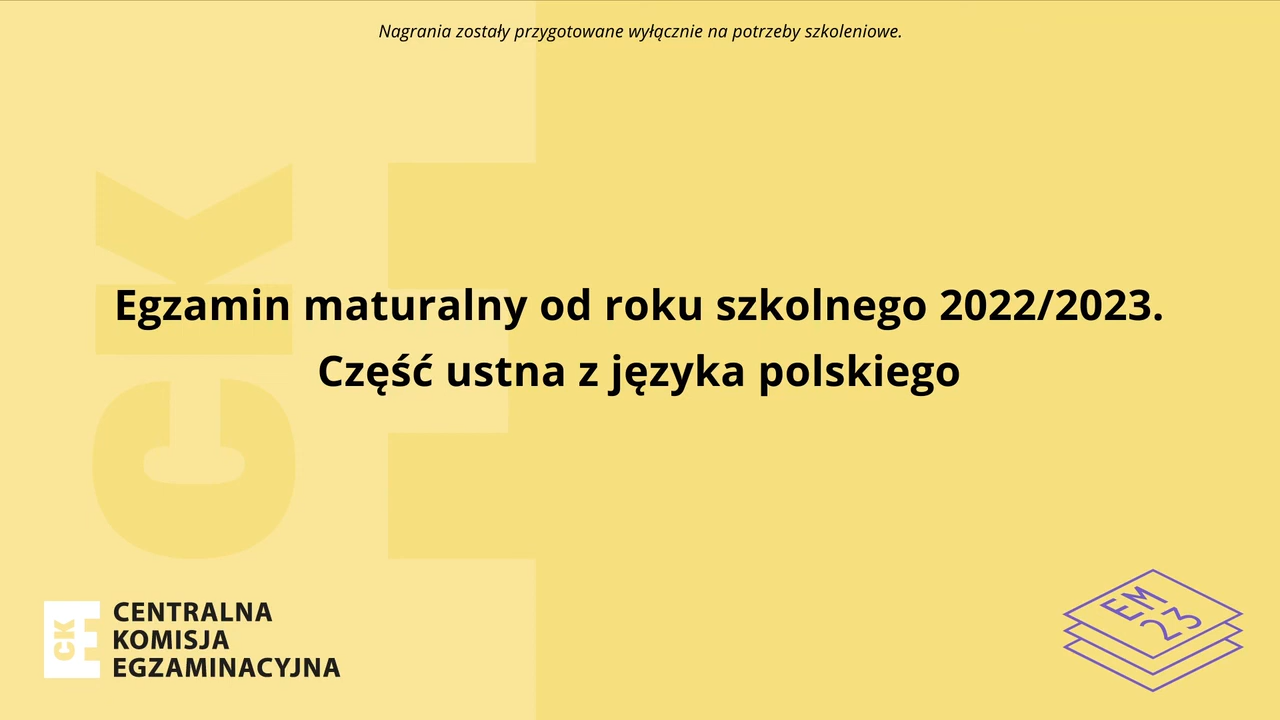 Nagrania zostały przygotowane wyłącznie na potrzeby szkoleniowe.
CK
Egzamin maturalny od roku szkolnego 2022/2023.
Część ustna z języka polskiego
CK
CENTRALNA
KOMISJA
EGZAMINACYJNA
EM
23